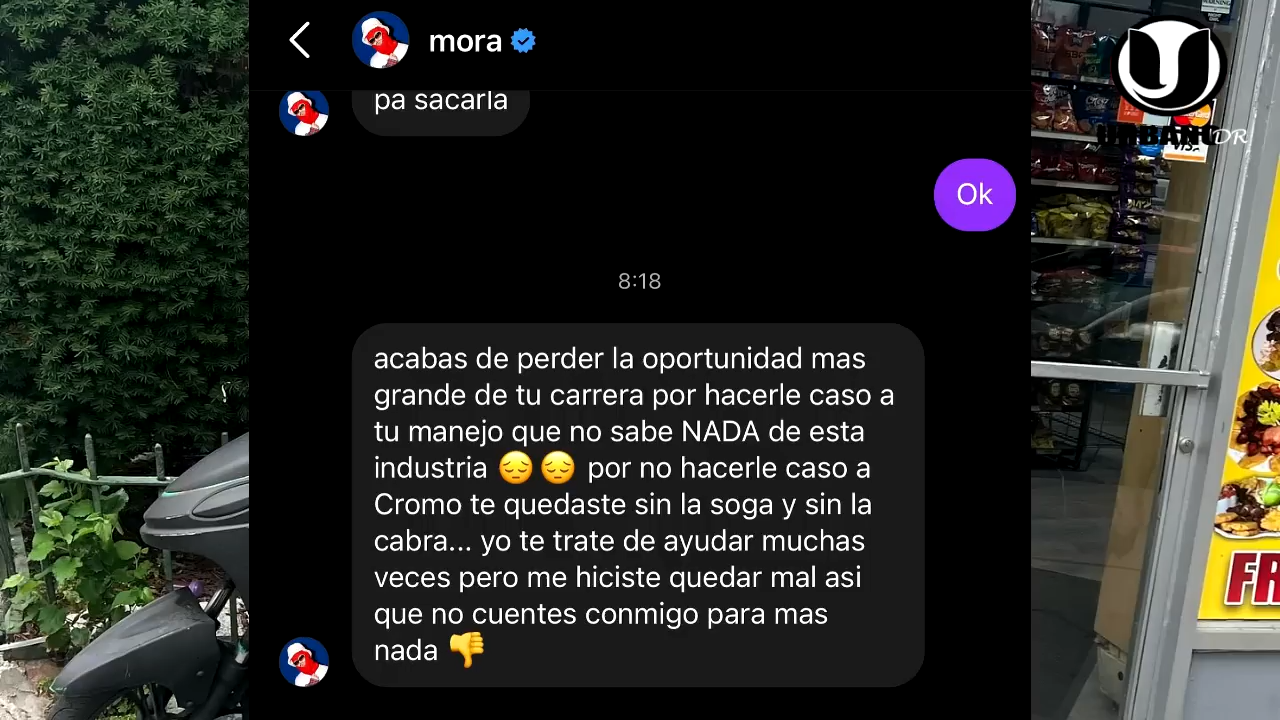 mora
pa sacarla
Ok
8:18
acabas de perder la oportunidad mas
grande de tu carrera por hacerle caso a
tu manejo que no sabe NADA de esta
industria 😔😔 por no hacerle caso a
Cromo te quedaste sin la soga y sin la
cabra... yo te trate de ayudar muchas
veces pero me hiciste quedar mal asi
que no cuentes conmigo para mas
nada 👎
URBANO DR
FR